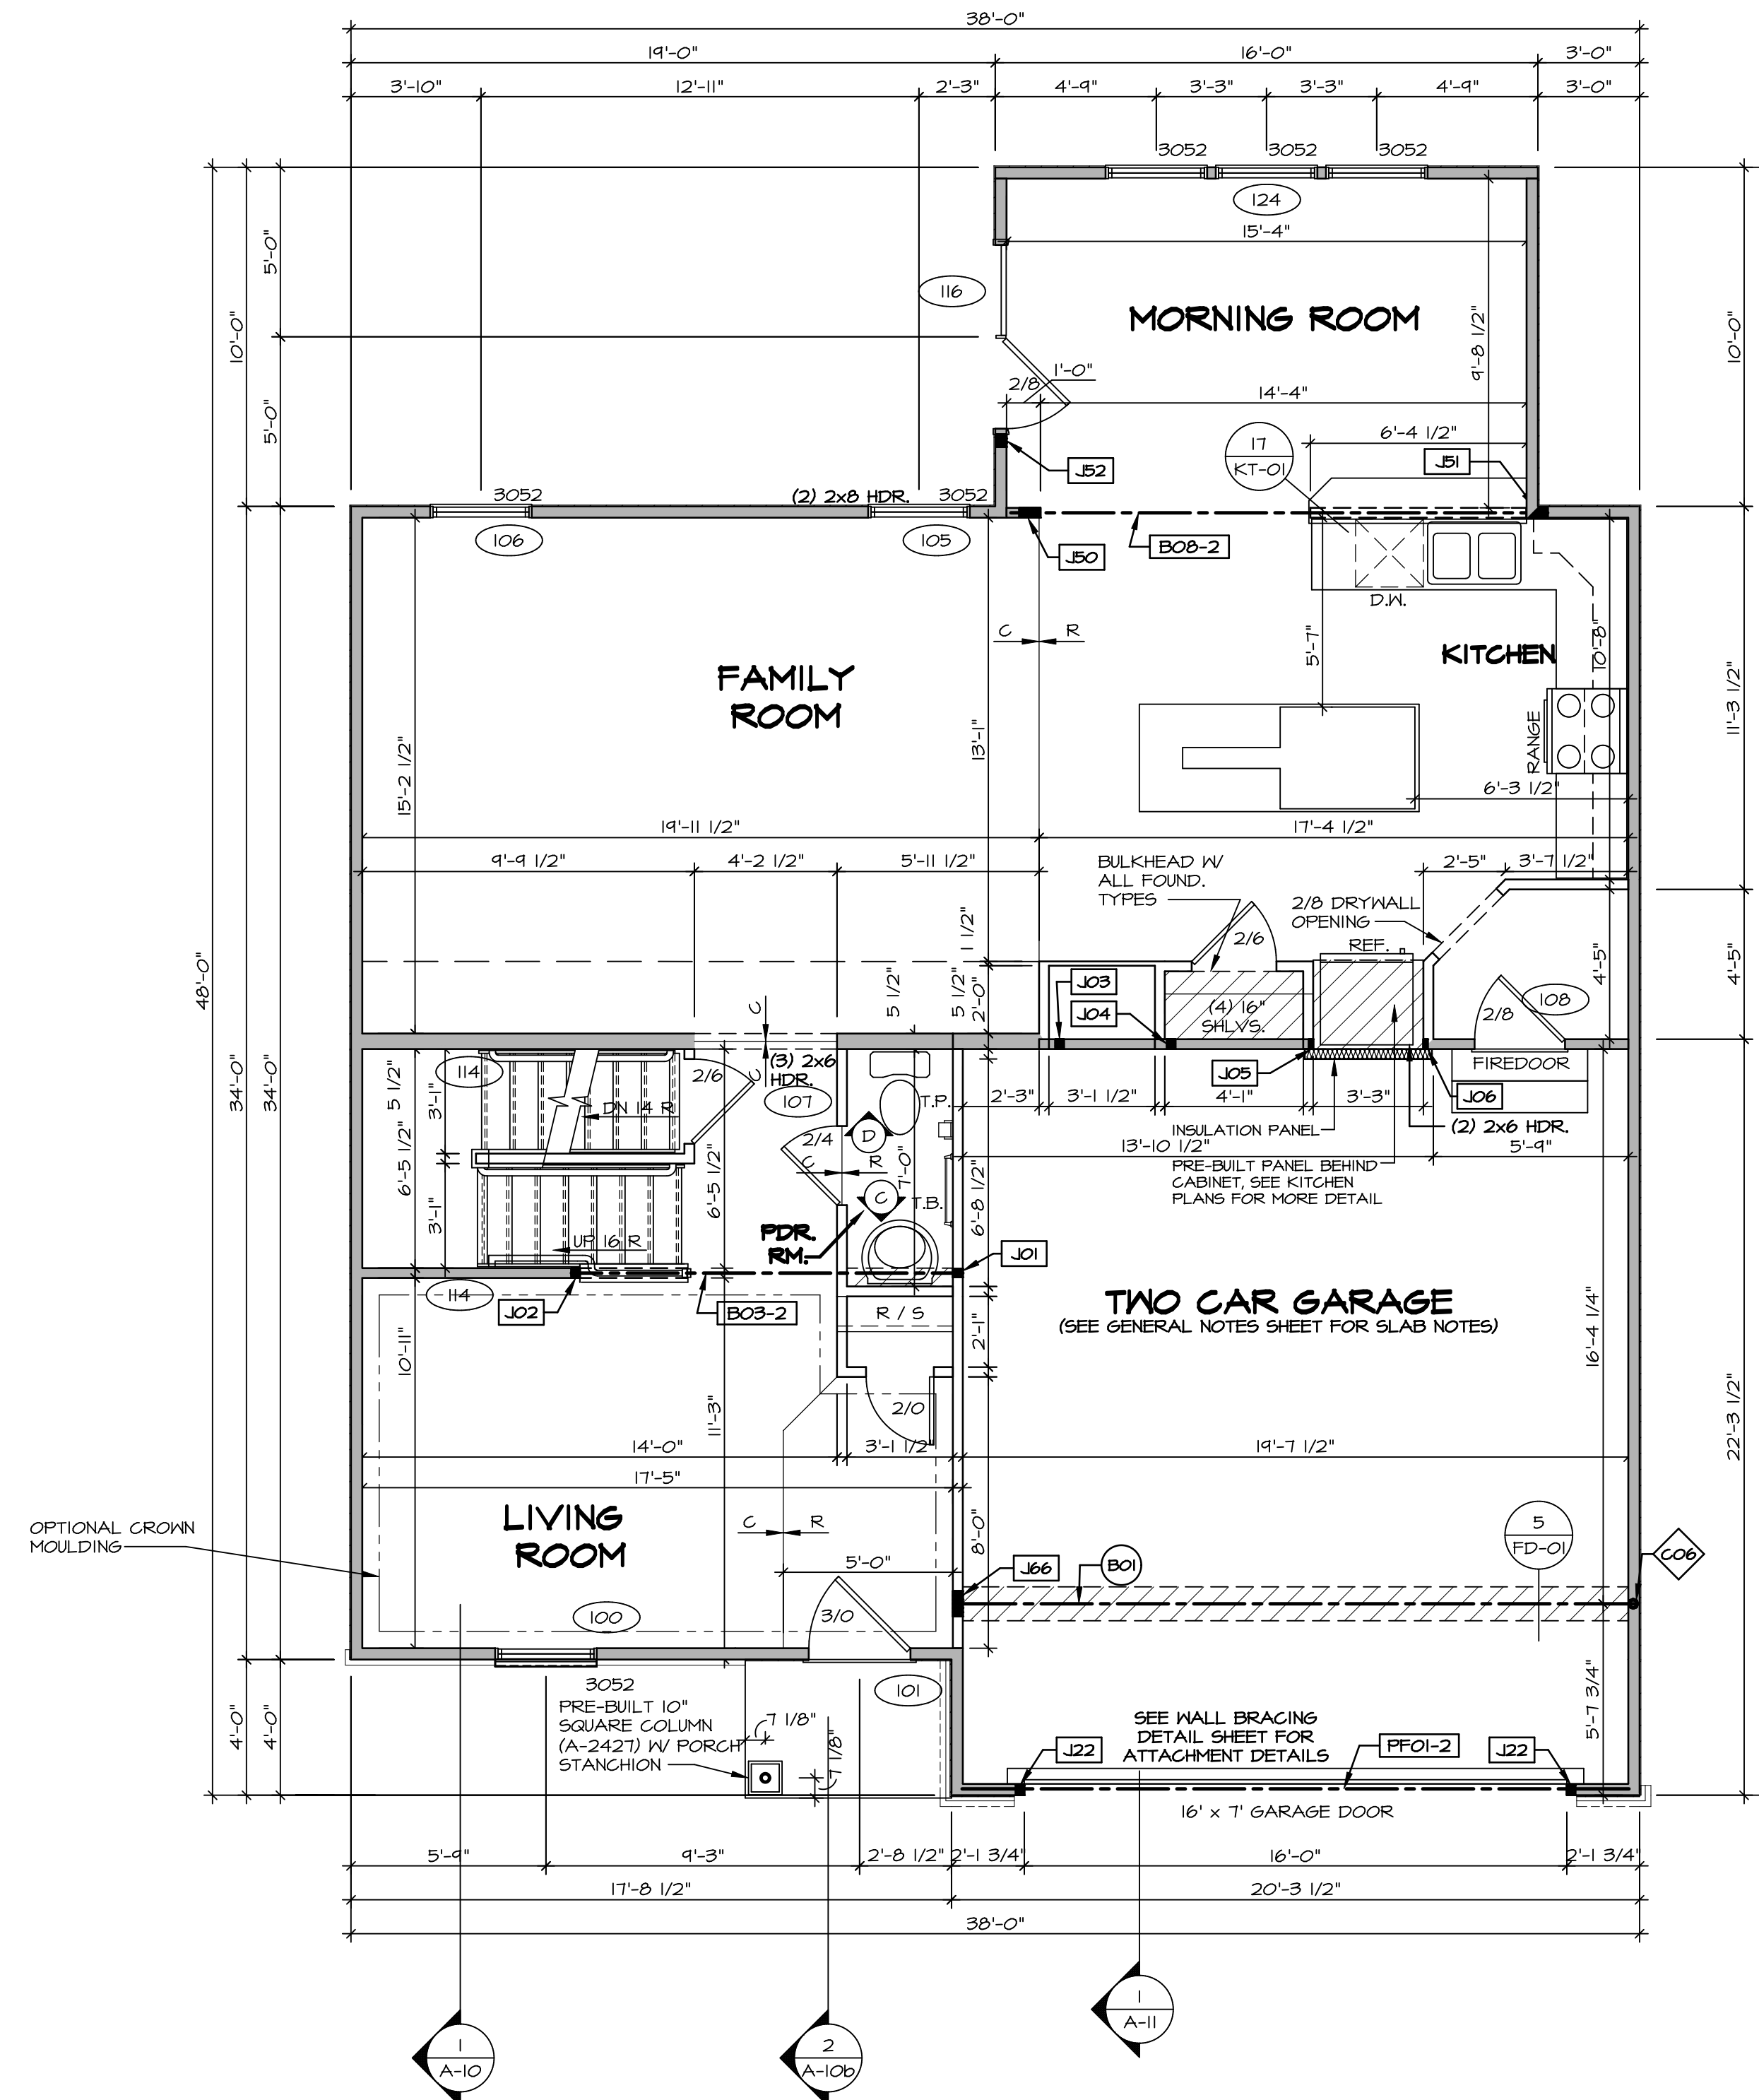 38'-0"
19'-0" 16'-0" 3'-0"
3'-10" 12'-11" 2'-3" 4'-9" 3'-3" 3'-3" 4'-9" 3'-0"
3052 3052 3052
124
15'-4"
5'-0"
116
MORNING ROOM
10'-0"
9'-8 1/2"
10'-0"
1'-0"
2/8
14'-4"
5'-0"
6'-4 1/2"
17
KT-01
J51
J52
3052
(2) 2x8 HDR.
3052
106
105
J50
B08-2
D.W.
C R
5'-7"
10'-8"
KITCHEN
FAMILY
ROOM
11'-3 1/2"
15'-2 1/2"
13'-1"
RANGE
6'-3 1/2"
19'-11 1/2" 17'-4 1/2"
9'-9 1/2" 4'-2 1/2" 5'-11 1/2"
BULKHEAD W/
ALL FOUND.
TYPES
2'-5" 3'-7 1/2"
2/8 DRYWALL
OPENING
1 1/2"
2/6
REF.
48'-0"
4'-5"
4'-5"
J03
5 1/2"
5 1/2"
2'-0"
J04
(4) 16"
SHLVS.
108
2/8
C
C
(3) 2x6
HDR.
FIREDOOR
114
2/6
5 1/2"
3'-11"
J05
J06
34'-0"
34'-0"
DN 14 R
107
T.P.
2'-3" 3'-1 1/2" 4'-1" 3'-3"
2/4
D
INSULATION PANEL
(2) 2x6 HDR.
13'-10 1/2" 5'-9"
6'-5 1/2"
6'-5 1/2"
C R
7'-0"
PRE-BUILT PANEL BEHIND
CABINET, SEE KITCHEN
PLANS FOR MORE DETAIL
C
T.B.
6'-8 1/2"
3'-1"
PDR.
RM.
UP 16 R
J01
114
J02
B03-2
R / S
TWO CAR GARAGE
(SEE GENERAL NOTES SHEET FOR SLAB NOTES)
2'-1"
10'-11"
16'-4 1/4"
2/0
11'-3"
22'-3 1/2"
14'-0" 3'-1 1/2" 19'-7 1/2"
17'-5"
LIVING
ROOM
OPTIONAL CROWN
MOULDING
C R
8'-0"
5
FD-01
5'-0"
J66
B01
C06
100
3/0
3052
101
PRE-BUILT 10"
SQUARE COLUMN
(A-2427) W/ PORCH
STANCHION
7 1/8"
7 1/8"
4'-0"
4'-0"
5'-7 3/4"
SEE WALL BRACING
DETAIL SHEET FOR
ATTACHMENT DETAILS
J22
PF01-2
J22
16' x 7' GARAGE DOOR
5'-9" 9'-3" 2'-8 1/2" 2'-1 3/4" 16'-0" 2'-1 3/4"
17'-8 1/2" 20'-3 1/2"
38'-0"
1
A-11
1
A-10
2
A-10b